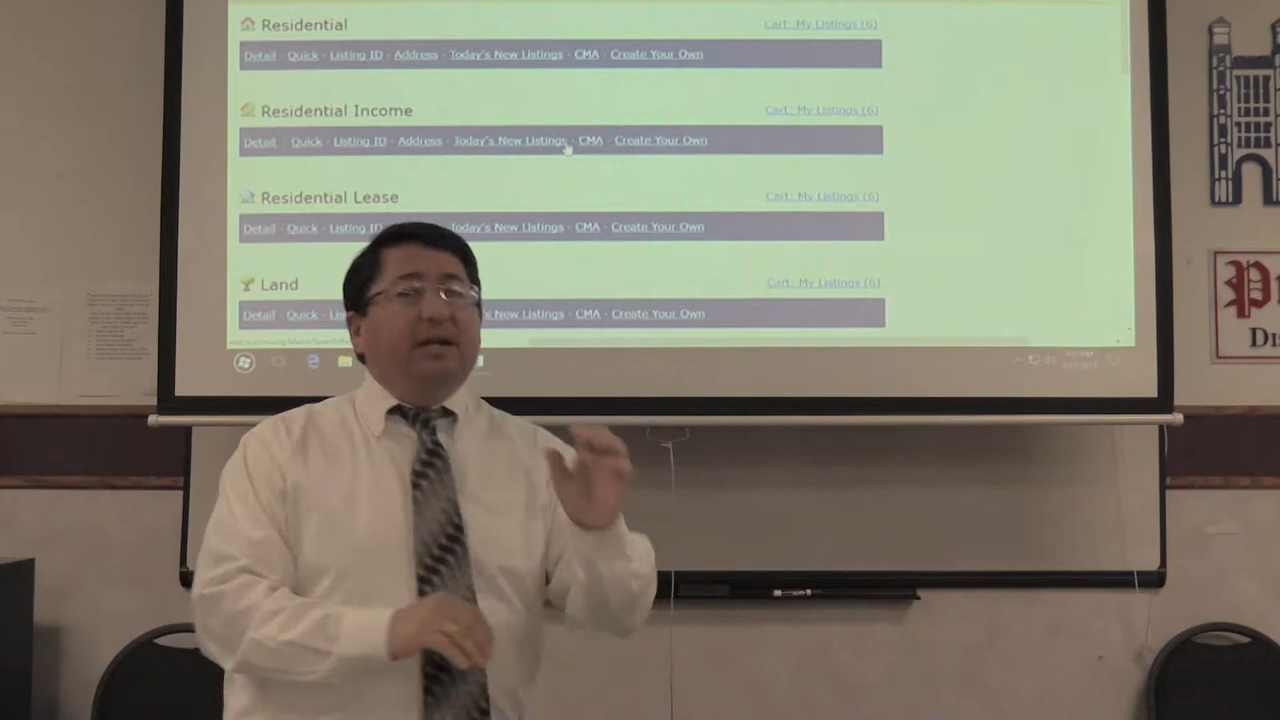 Residential
Cart: My Listings (6)
Detail · Quick · Listing ID · Address · Today's New Listings · CMA · Create Your Own
Residential Income
Cart: My Listings (6)
Detail · Quick · Listing ID · Address · Today's New Listings · CMA · Create Your Own
Residential Lease
Cart: My Listings (6)
Detail · Quick · Listing ID Today's New Listings · CMA · Create Your Own
Land
Cart: My Listings (6)
Detail · Quick · Lis 's New Listings · CMA · Create Your Own
P
Di